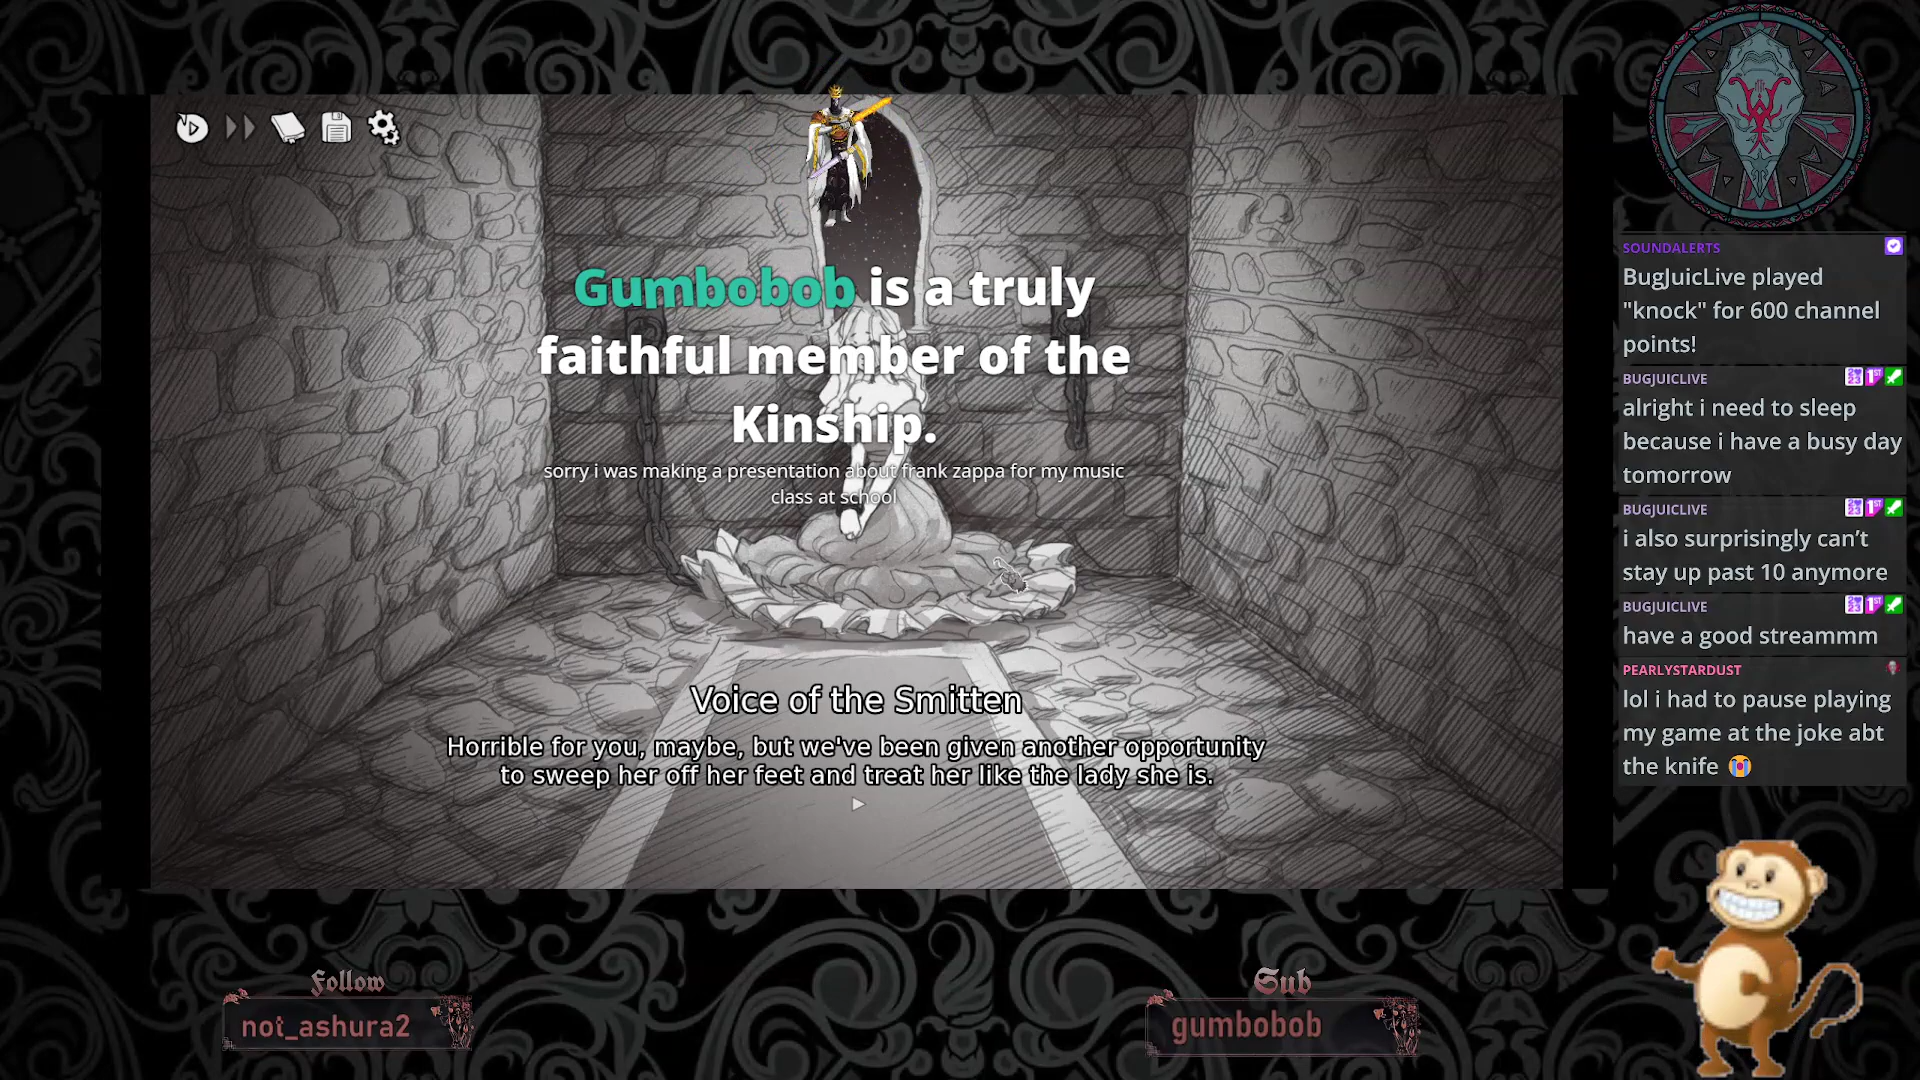 Gumbobob is a truly
faithful member of the
Kinship.
sorry i was making a presentation about frank zappa for my music
class at school
Voice of the Smitten
Horrible for you, maybe, but we've been given another opportunity
to sweep her off her feet and treat her like the lady she is.
SOUNDALERTS
BugJuicLive played
"knock" for 600 channel
points!
BUGJUICLIVE
alright i need to sleep
because i have a busy day
tomorrow
BUGJUICLIVE
i also surprisingly can’t
stay up past 10 anymore
BUGJUICLIVE
have a good streammm
PEARLYSTARDUST
lol i had to pause playing
my game at the joke abt
the knife 😭
Follow
not_ashura2
Sub
gumbobob